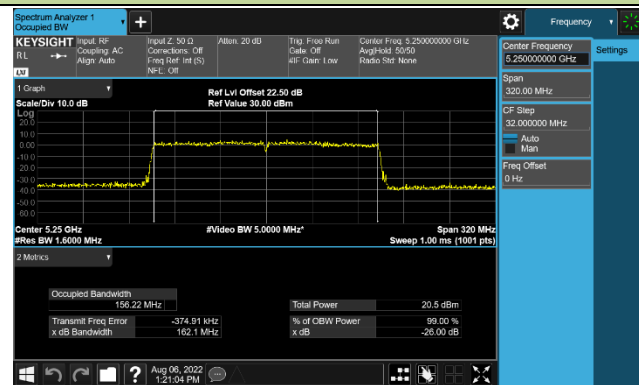 Spectrum Analyzer 1
Occupied BW
Frequency
KEYSIGHT
RL
LXI
Input: RF
Coupling: AC
Align: Auto
Input Z: 50 Ω
Corrections: Off
Freq Ref: Int (S)
NFE: Off
Atten: 20 dB
Trig: Free Run
Gate: Off
#IF Gain: Low
Center Freq: 5.250000000 GHz
Avg|Hold: 50/50
Radio Std: None
Center Frequency
5.250000000 GHz
Settings
Span
320.00 MHz
CF Step
32.000000 MHz
Auto
Man
Freq Offset
0 Hz
1 Graph
Scale/Div 10.0 dB
Ref Lvl Offset 22.50 dB
Ref Value 30.00 dBm
Log
20.0
10.0
0.00
-10.0
-20.0
-30.0
-40.0
-50.0
-60.0
Center 5.25 GHz
#Video BW 5.0000 MHz*
Span 320 MHz
#Res BW 1.6000 MHz
Sweep 1.00 ms (1001 pts)
2 Metrics
Occupied Bandwidth
156.22 MHz
Total Power 20.5 dBm
Transmit Freq Error -374.91 kHz
% of OBW Power 99.00 %
x dB Bandwidth 162.1 MHz
x dB -26.00 dB
?
Aug 06, 2022
1:21:04 PM